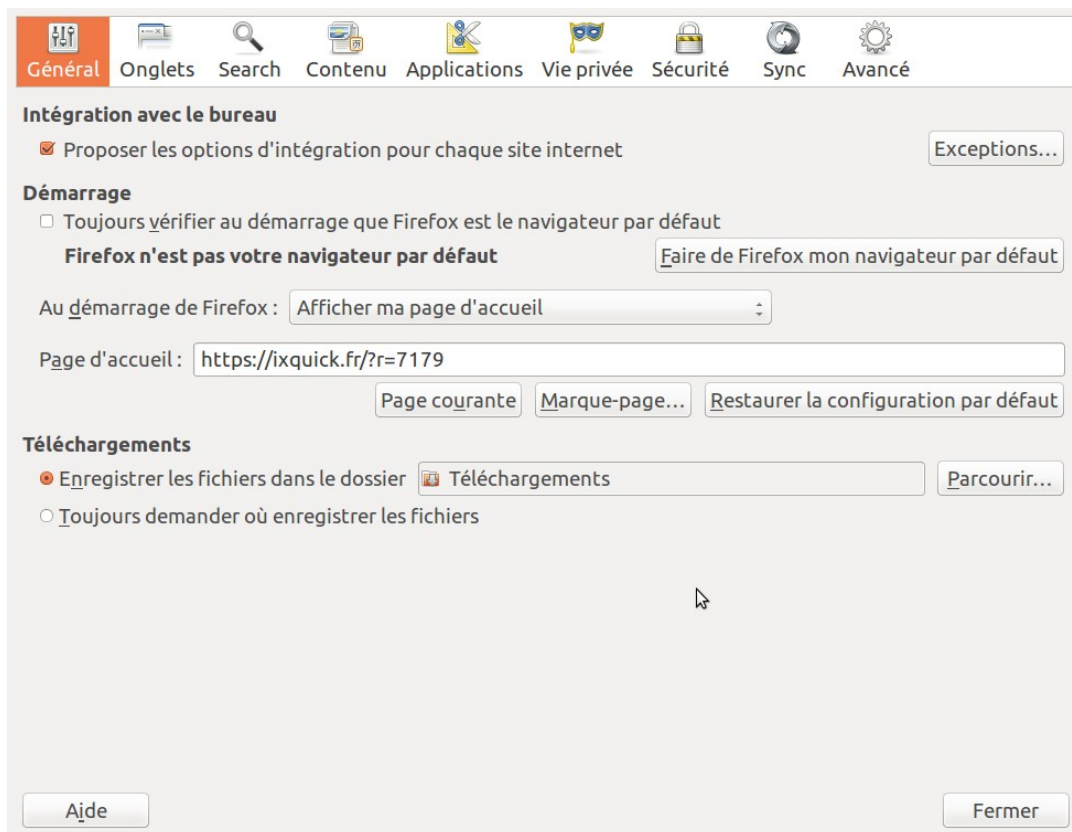 Général Onglets Search Contenu Applications Vie privée Sécurité Sync Avancé
Intégration avec le bureau
Proposer les options d'intégration pour chaque site internet Exceptions...
Démarrage
Toujours vérifier au démarrage que Firefox est le navigateur par défaut
Firefox n'est pas votre navigateur par défaut Faire de Firefox mon navigateur par défaut
Au démarrage de Firefox : Afficher ma page d'accueil
Page d'accueil : https://ixquick.fr/?r=7179
Page courante Marque-page... Restaurer la configuration par défaut
Téléchargements
Enregistrer les fichiers dans le dossier Téléchargements Parcourir...
Toujours demander où enregistrer les fichiers
Aide Fermer